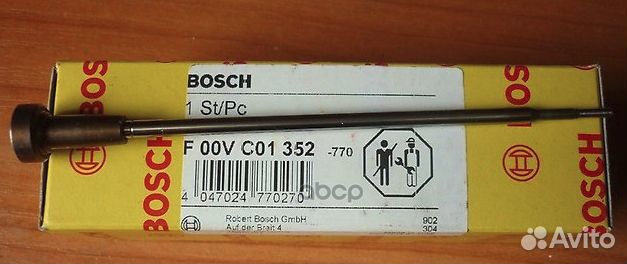 BOSCH
1 St/Pc
F 00V C01 352 -770
abcp
4 047024 770270
Robert Bosch GmbH 902
Auf der Breit 4 304
BOSCH
BOSCH
Avito